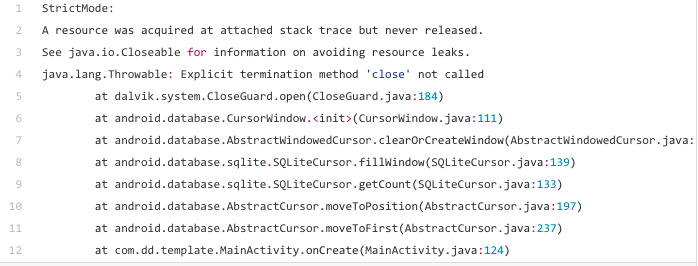 1 StrictMode:
2 A resource was acquired at attached stack trace but never released.
3 See java.io.Closeable for information on avoiding resource leaks.
4 java.lang.Throwable: Explicit termination method 'close' not called
5 at dalvik.system.CloseGuard.open(CloseGuard.java:184)
6 at android.database.CursorWindow.<init>(CursorWindow.java:111)
7 at android.database.AbstractWindowedCursor.clearOrCreateWindow(AbstractWindowedCursor.java:
8 at android.database.sqlite.SQLiteCursor.fillWindow(SQLiteCursor.java:139)
9 at android.database.sqlite.SQLiteCursor.getCount(SQLiteCursor.java:133)
10 at android.database.AbstractCursor.moveToPosition(AbstractCursor.java:197)
11 at android.database.AbstractCursor.moveToFirst(AbstractCursor.java:237)
12 at com.dd.template.MainActivity.onCreate(MainActivity.java:124)